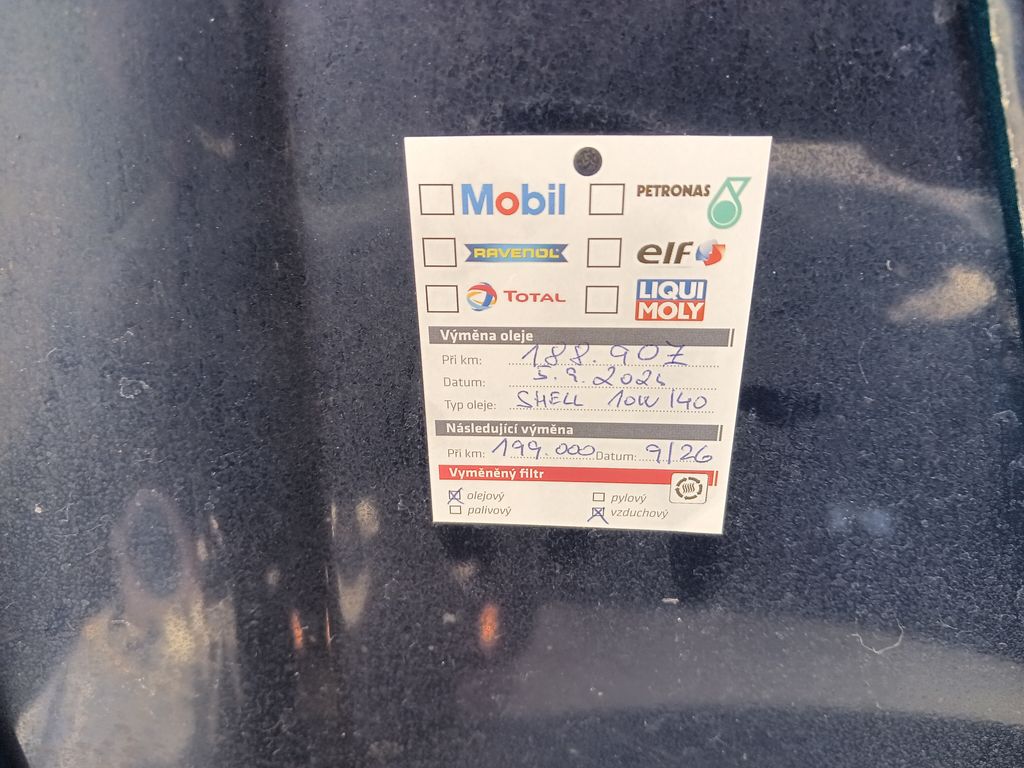 Mobil PETRONAS
RAVENOL elf
TOTAL LIQUI MOLY
Výměna oleje
Při km: 188.907
Datum: 5.9.2025
Typ oleje: SHELL 10W/40
Následující výměna
Při km: 199.000 Datum: 9/26
Vyměněný filtr
olejový pylový
palivový vzduchový